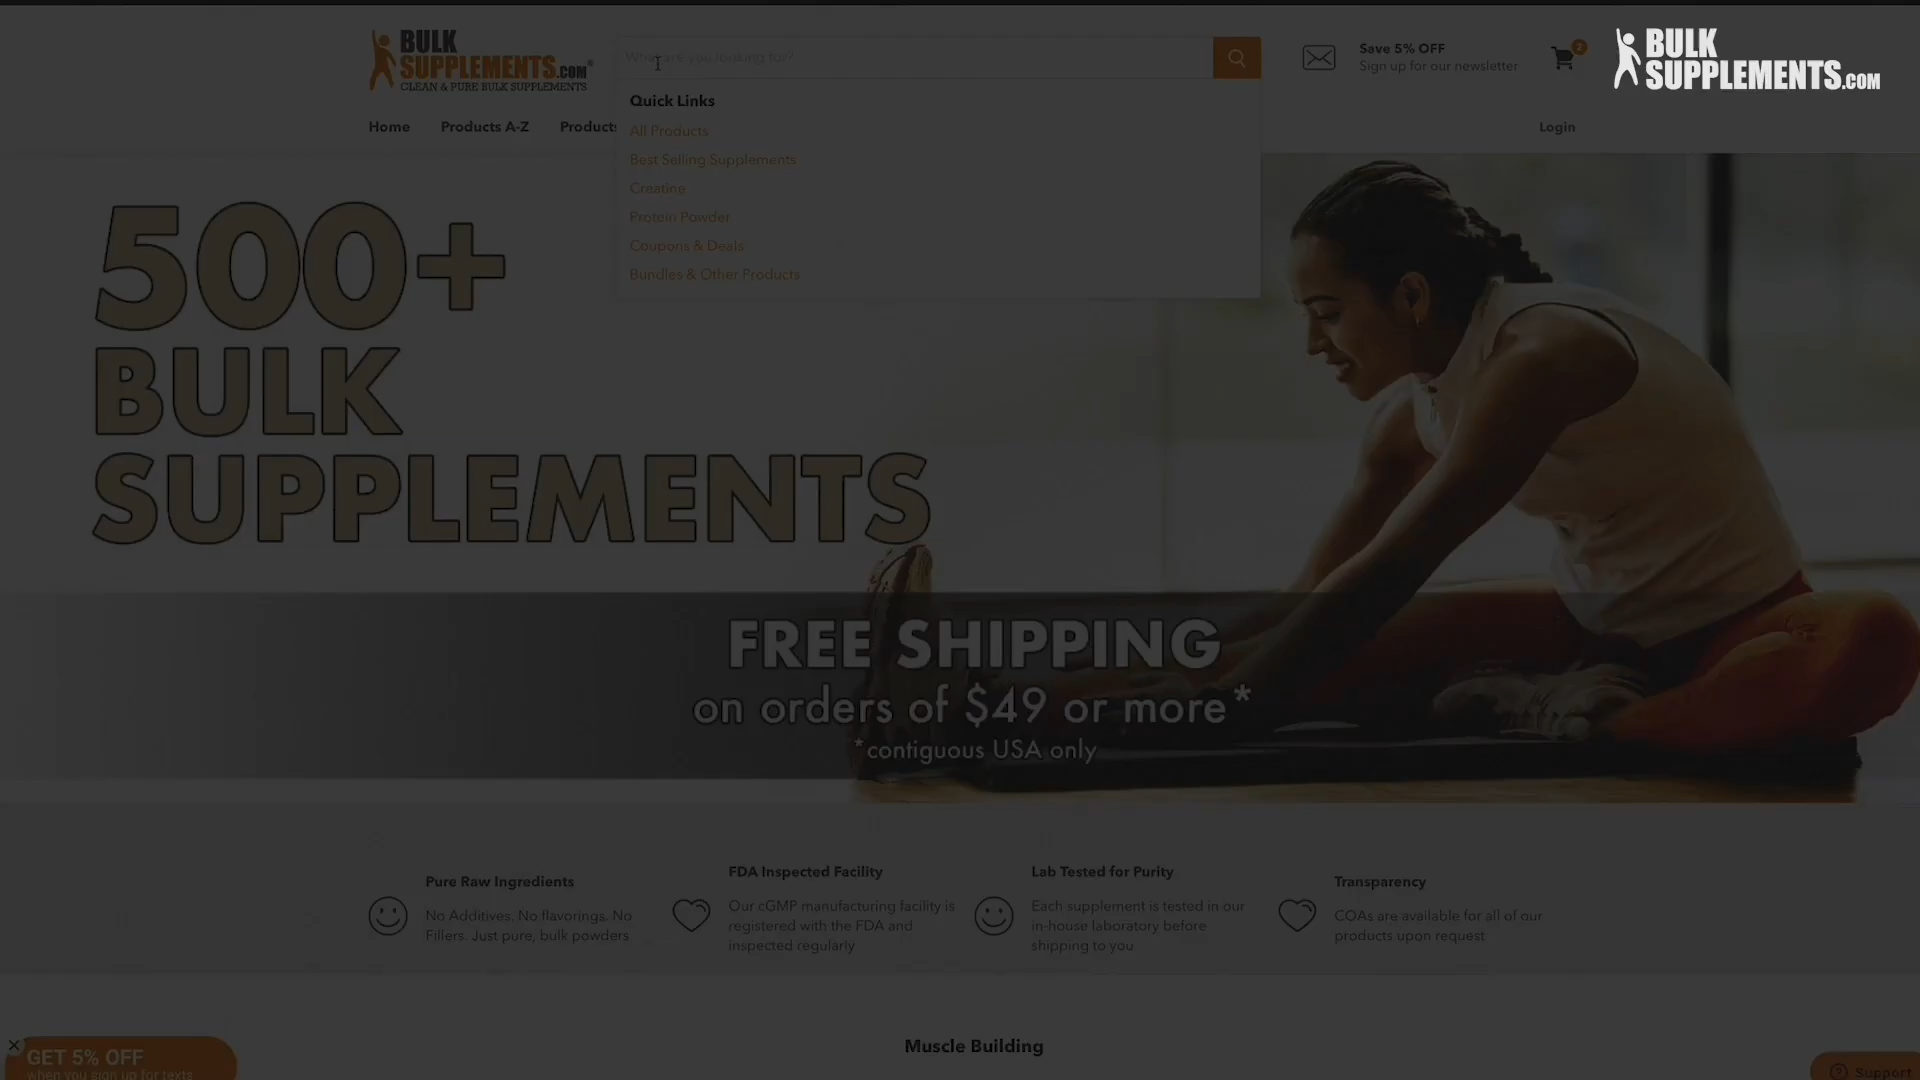 BULK
SUPPLEMENTS.COM®
CLEAN & PURE BULK SUPPLEMENTS
What are you looking for?
Save 5% OFF
Sign up for our newsletter
2
BULK
SUPPLEMENTS.COM
Quick Links
All Products
Best Selling Supplements
Creatine
Protein Powder
Coupons & Deals
Bundles & Other Products
Home
Products A-Z
Products
Login
500+
BULK
SUPPLEMENTS
FREE SHIPPING
on orders of $49 or more*
*contiguous USA only
Pure Raw Ingredients
No Additives. No flavorings. No
Fillers. Just pure, bulk powders
FDA Inspected Facility
Our cGMP manufacturing facility is
registered with the FDA and
inspected regularly
Lab Tested for Purity
Each supplement is tested in our
in-house laboratory before
shipping to you
Transparency
COAs are available for all of our
products upon request
Muscle Building
GET 5% OFF
when you sign up for texts
Support